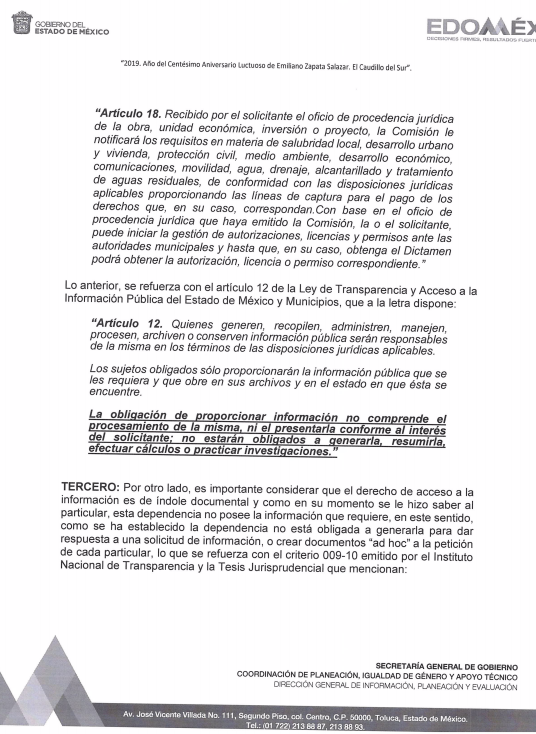 GOBIERNO DEL
ESTADO DE MÉXICO
EDOMÉX
DECISIONES FIRMES, RESULTADOS FUERTES
"2019. Año del Centésimo Aniversario Luctuoso de Emiliano Zapata Salazar. El Caudillo del Sur".
"Artículo 18. Recibido por el solicitante el oficio de procedencia jurídica
de la obra, unidad económica, inversión o proyecto, la Comisión le
notificará los requisitos en materia de salubridad local, desarrollo urbano
y vivienda, protección civil, medio ambiente, desarrollo económico,
comunicaciones, movilidad, agua, drenaje, alcantarillado y tratamiento
de aguas residuales, de conformidad con las disposiciones jurídicas
aplicables proporcionando las líneas de captura para el pago de los
derechos que, en su caso, correspondan.Con base en el oficio de
procedencia jurídica que haya emitido la Comisión, la o el solicitante,
puede iniciar la gestión de autorizaciones, licencias y permisos ante las
autoridades municipales y hasta que, en su caso, obtenga el Dictamen
podrá obtener la autorización, licencia o permiso correspondiente."
Lo anterior, se refuerza con el artículo 12 de la Ley de Transparencia y Acceso a la
Información Pública del Estado de México y Municipios, que a la letra dispone:
"Artículo 12. Quienes generen, recopilen, administren, manejen,
procesen, archiven o conserven información pública serán responsables
de la misma en los términos de las disposiciones jurídicas aplicables.
Los sujetos obligados sólo proporcionarán la información pública que se
les requiera y que obre en sus archivos y en el estado en que ésta se
encuentre.
La obligación de proporcionar información no comprende el
procesamiento de la misma, ni el presentarla conforme al interés
del solicitante; no estarán obligados a generarla, resumirla,
efectuar cálculos o practicar investigaciones."
TERCERO: Por otro lado, es importante considerar que el derecho de acceso a la
información es de índole documental y como en su momento se le hizo saber al
particular, esta dependencia no posee la información que requiere, en este sentido,
como se ha establecido la dependencia no está obligada a generarla para dar
respuesta a una solicitud de información, o crear documentos "ad hoc" a la petición
de cada particular, lo que se refuerza con el criterio 009-10 emitido por el Instituto
Nacional de Transparencia y la Tesis Jurisprudencial que mencionan:
SECRETARÍA GENERAL DE GOBIERNO
COORDINACIÓN DE PLANEACIÓN, IGUALDAD DE GÉNERO Y APOYO TÉCNICO
DIRECCIÓN GENERAL DE INFORMACIÓN, PLANEACIÓN Y EVALUACIÓN
Av. José Vicente Villada No. 111, Segundo Piso, col. Centro, C.P. 50000, Toluca, Estado de México.
Tel.: (01 722) 213 88 87, 213 88 93.